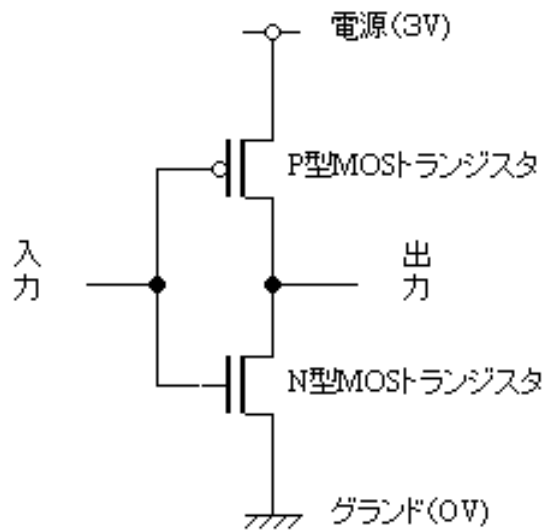 電源(3V)
P型MOSトランジスタ
入力
出力
N型MOSトランジスタ
グランド(0V)